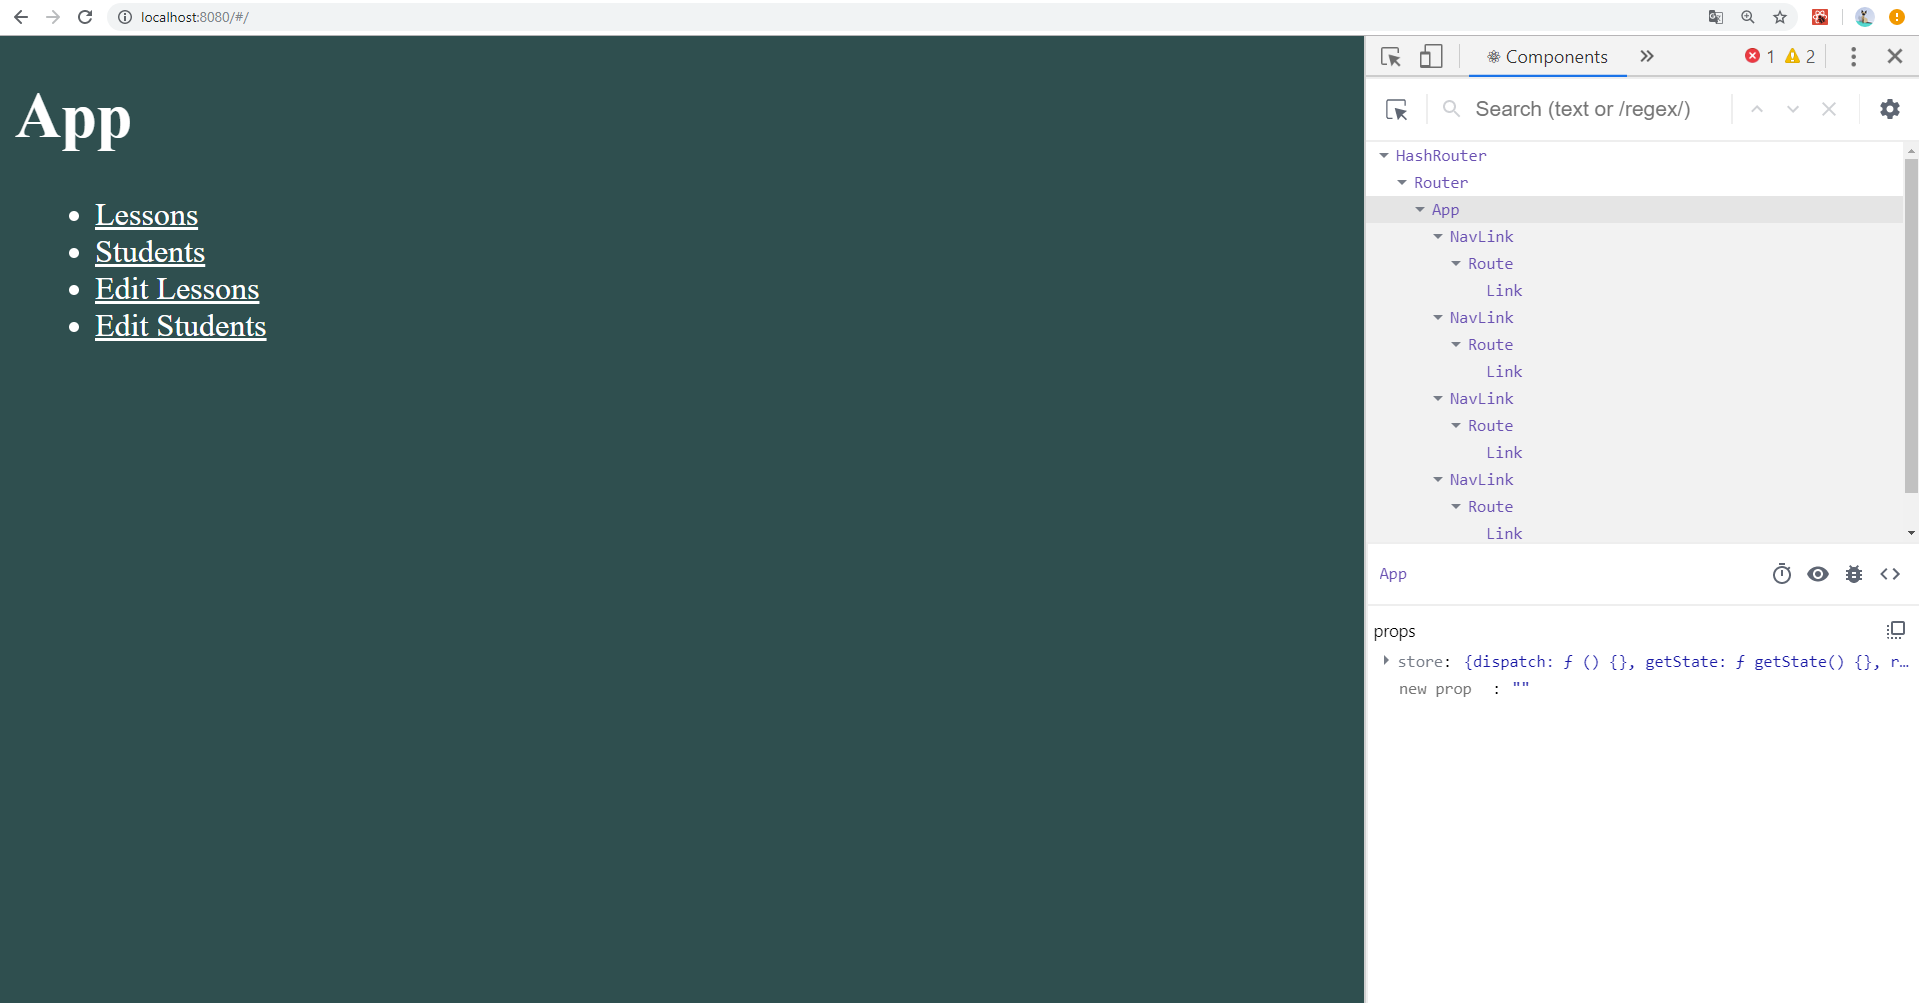 localhost:8080/#/
Components
1 2
Search (text or /regex/)
App
Lessons
Students
Edit Lessons
Edit Students
HashRouter
Router
App
NavLink
Route
Link
NavLink
Route
Link
NavLink
Route
Link
NavLink
Route
Link
App
props
store: {dispatch: ƒ () {}, getState: ƒ getState() {}, r…
new prop : ""